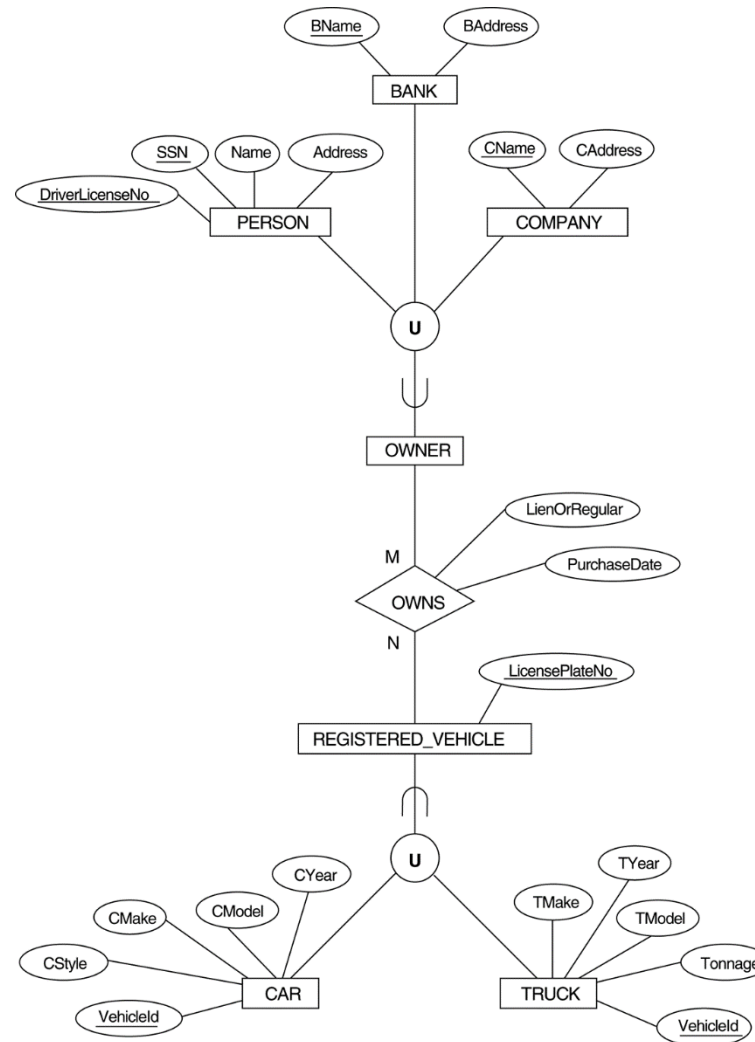 BName
BAddress
BANK
SSN
Name
Address
CName
CAddress
DriverLicenseNo
PERSON
COMPANY
U
OWNER
LienOrRegular
M
PurchaseDate
OWNS
N
LicensePlateNo
REGISTERED_VEHICLE
U
CYear
TYear
CModel
TMake
CMake
TModel
CStyle
Tonnage
CAR
TRUCK
VehicleId
VehicleId